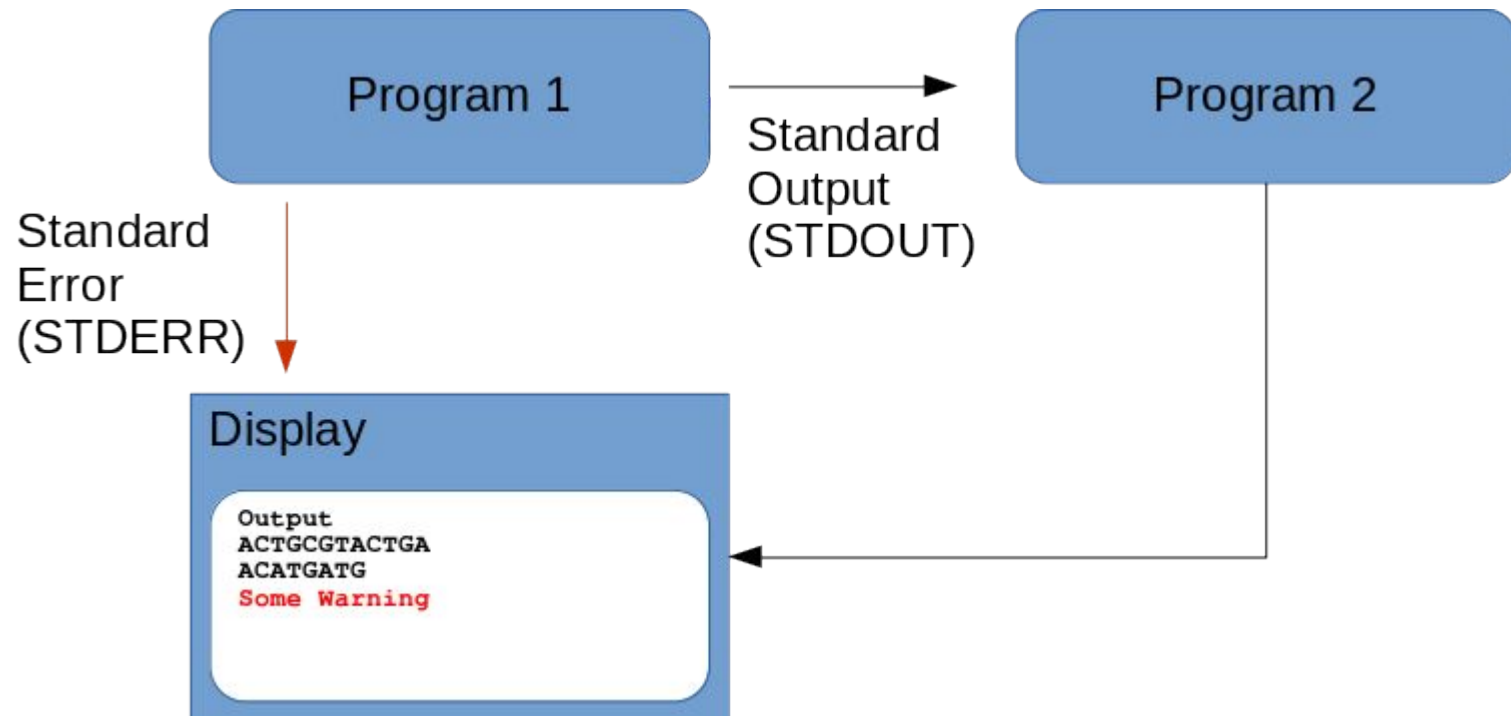 Program 1
Program 2
Standard
Output
(STDOUT)
Standard
Error
(STDERR)
Display
Output
ACTGCGTACTGA
ACATGATG
Some Warning